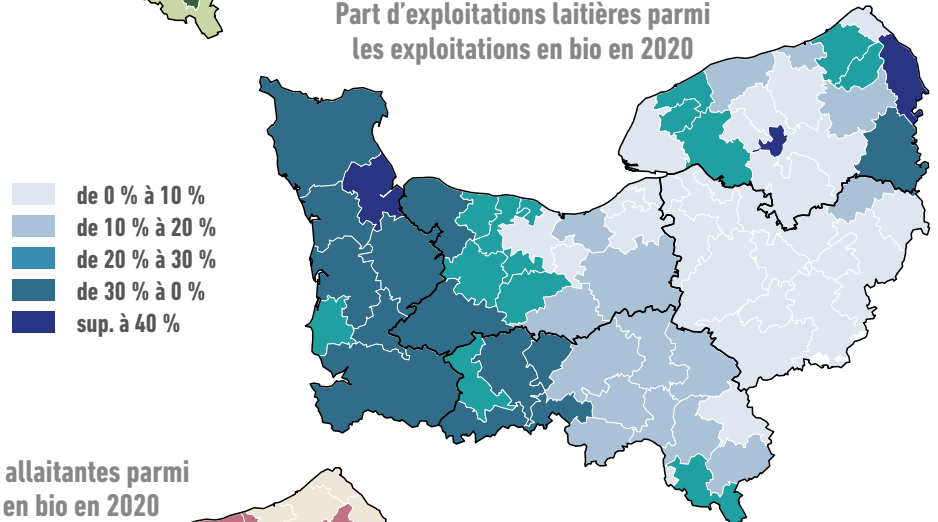 Part d’exploitations laitières parmi
les exploitations en bio en 2020
de 0 % à 10 %
de 10 % à 20 %
de 20 % à 30 %
de 30 % à 0 %
sup. à 40 %
allaitantes parmi
en bio en 2020